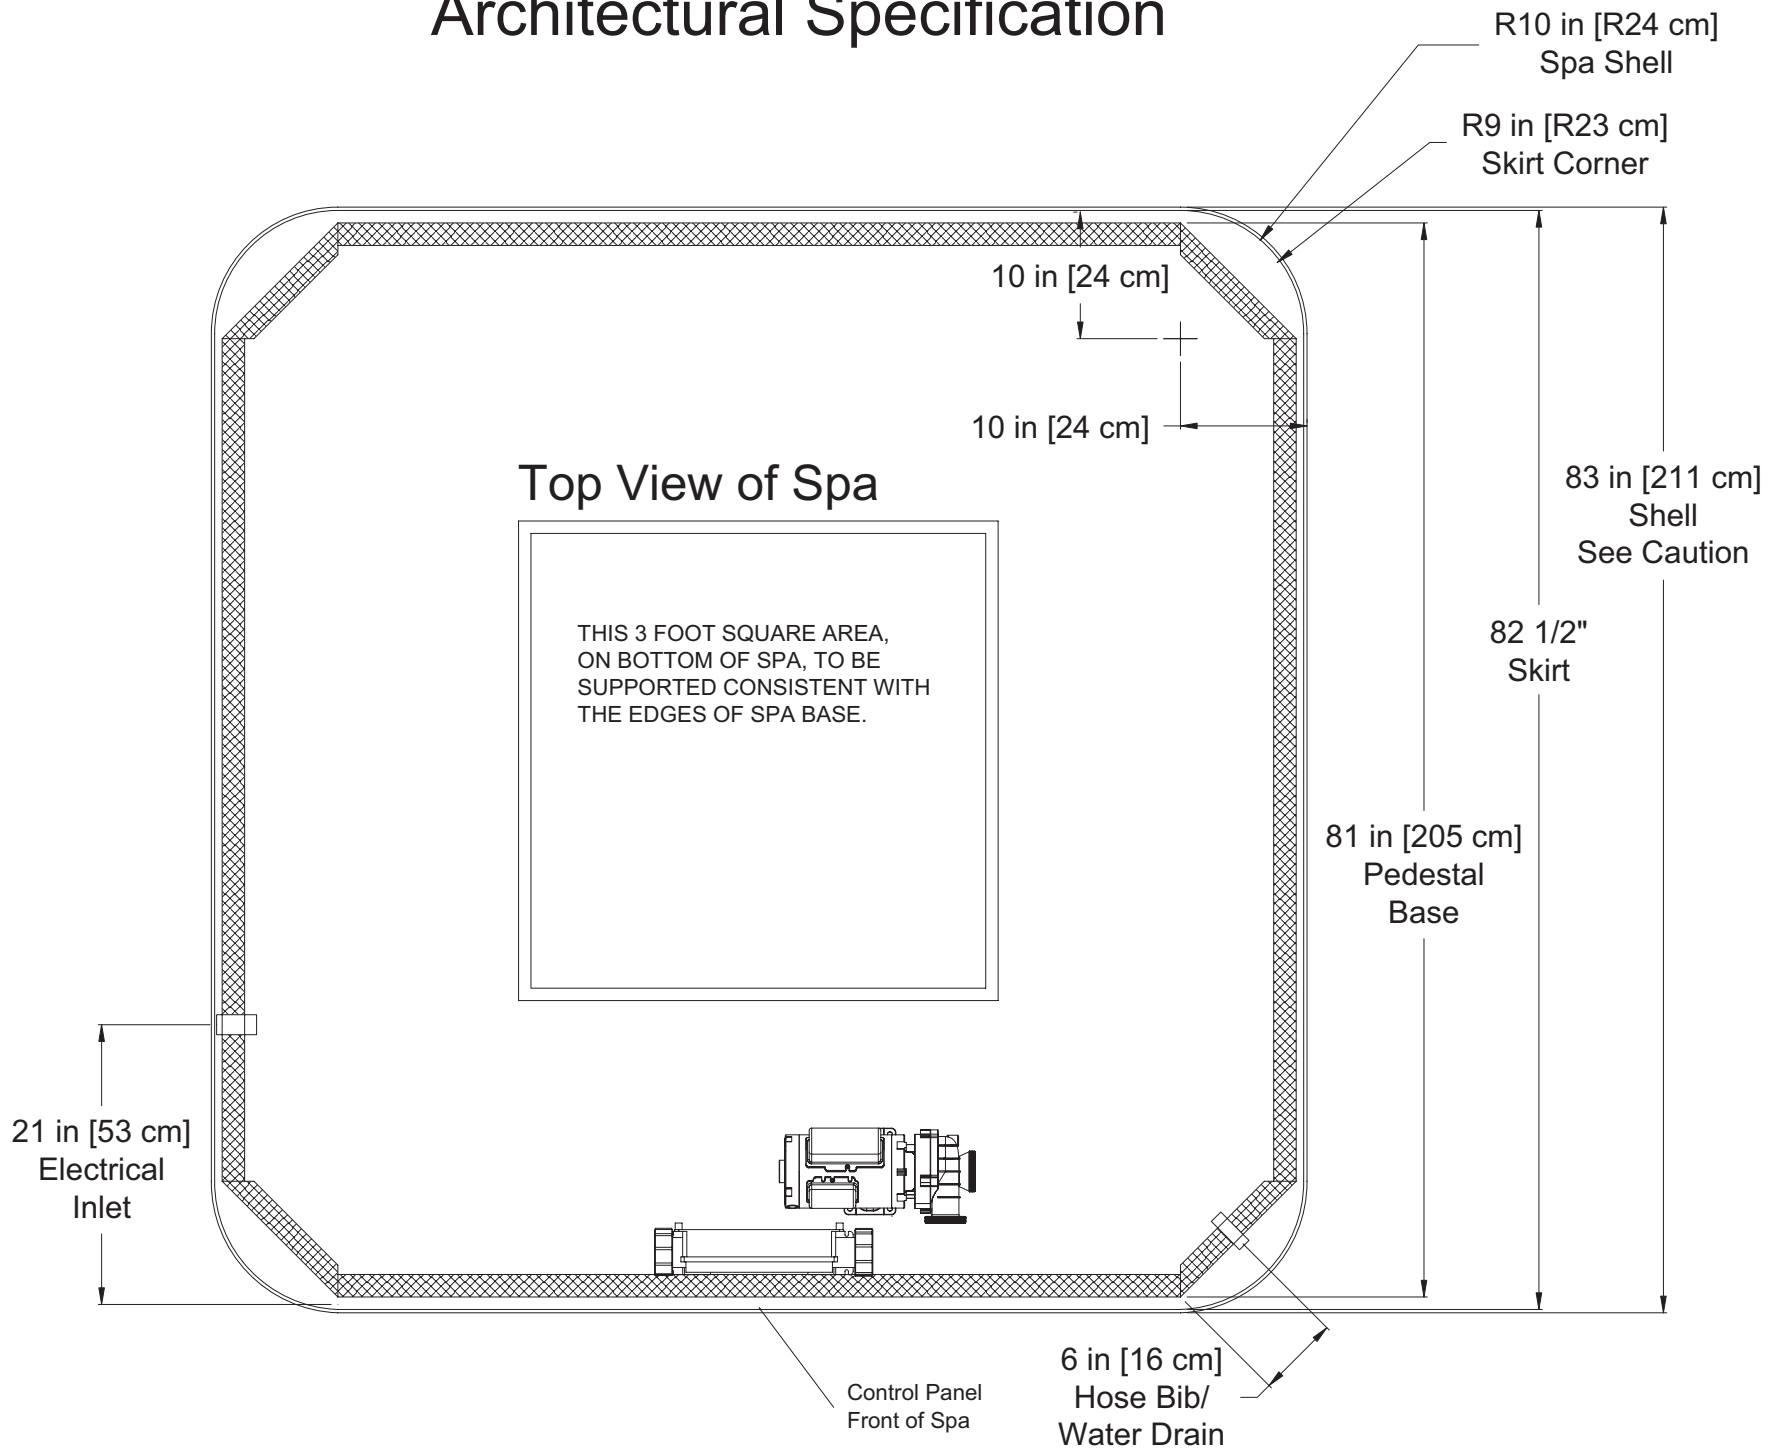 Architectural Specification
R10 in [R24 cm]
Spa Shell
R9 in [R23 cm]
Skirt Corner
10 in [24 cm]
10 in [24 cm]
Top View of Spa
THIS 3 FOOT SQUARE AREA,
ON BOTTOM OF SPA, TO BE
SUPPORTED CONSISTENT WITH
THE EDGES OF SPA BASE.
83 in [211 cm]
Shell
See Caution
82 1/2"
Skirt
81 in [205 cm]
Pedestal
Base
21 in [53 cm]
Electrical
Inlet
6 in [16 cm]
Hose Bib/
Water Drain
Control Panel
Front of Spa